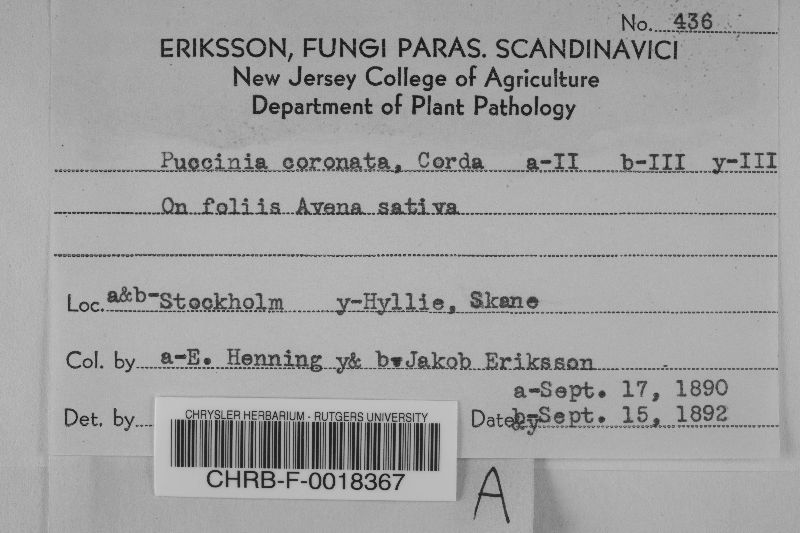 No. 436
ERIKSSON, FUNGI PARAS. SCANDINAVICI
New Jersey College of Agriculture
Department of Plant Pathology
Puccinia coronata, Corda a-II b-III y-III
On foliis Avena sativa
Loc. a&b-Stockholm y-Hyllie, Skane
Col. by a-E. Henning y& b-Jakob Eriksson
a-Sept. 17, 1890
Det. by Date b-Sept. 15, 1892
&y
CHRYSLER HERBARIUM - RUTGERS UNIVERSITY
CHRB-F-0018367
A